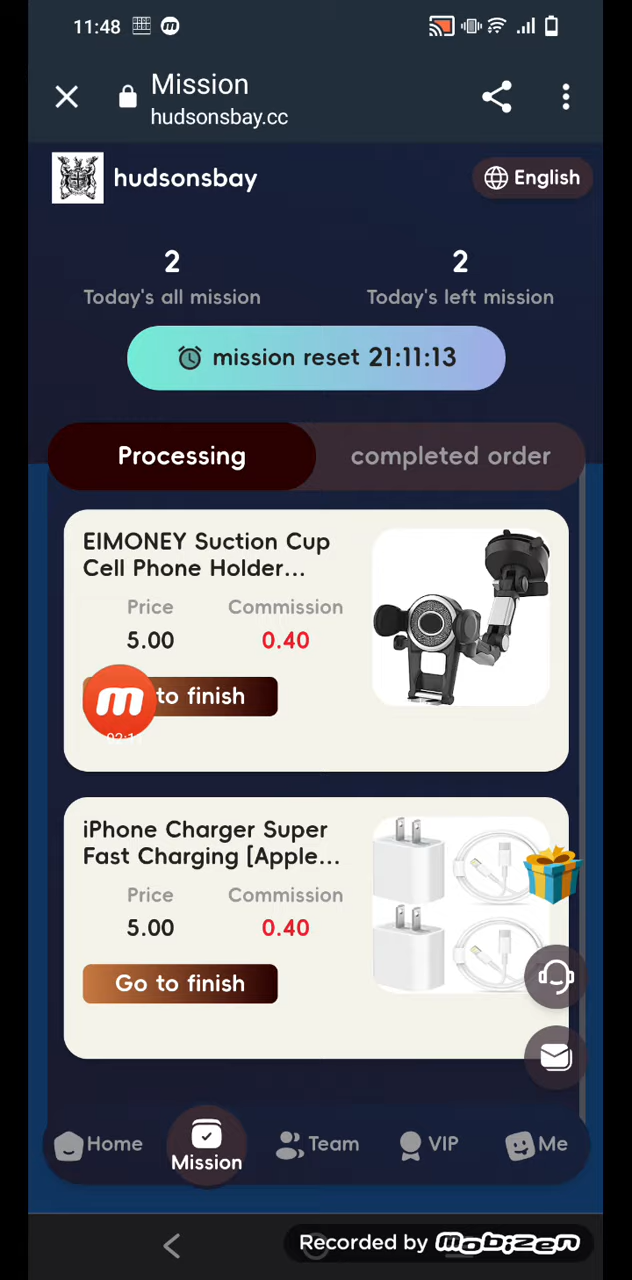 11:48
Mission
hudsonsbay.cc
hudsonsbay
English
2
2
Today's all mission
Today's left mission
mission reset 21:11:13
Processing
completed order
EIMONEY Suction Cup
Cell Phone Holder...
Price
Commission
5.00
0.40
to finish
iPhone Charger Super
Fast Charging [Apple...
Price
Commission
5.00
0.40
Go to finish
Home
Mission
Team
VIP
Me
Recorded by mobizen